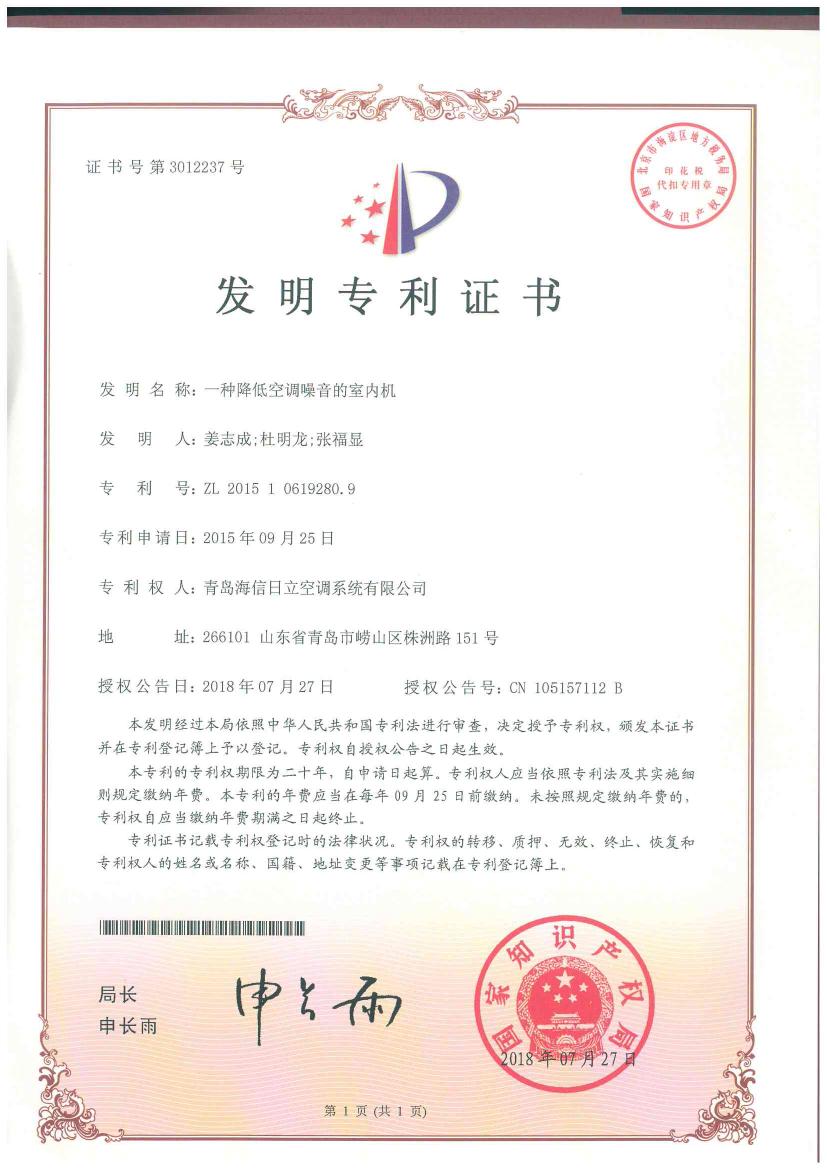 证书号第3012237号
北京市海淀区地方税务局
印花税
代扣专用章
国家知识产权局
发明专利证书
发明名称：一种降低空调噪音的室内机
发明人：姜志成;杜明龙;张福显
专利号：ZL 2015 1 0619280.9
专利申请日：2015年09月25日
专利权人：青岛海信日立空调系统有限公司
地址：266101 山东省青岛市崂山区株洲路151号
授权公告日：2018年07月27日 授权公告号：CN 105157112 B
本发明经过本局依照中华人民共和国专利法进行审查，决定授予专利权，颁发本证书
并在专利登记簿上予以登记。专利权自授权公告之日起生效。
本专利的专利权期限为二十年，自申请日起算。专利权人应当依照专利法及其实施细
则规定缴纳年费。本专利的年费应当在每年09月25日前缴纳。未按照规定缴纳年费的，
专利权自应当缴纳年费期满之日起终止。
专利证书记载专利权登记时的法律状况。专利权的转移、质押、无效、终止、恢复和
专利权人的姓名或名称、国籍、地址变更等事项记载在专利登记簿上。
局长
申长雨
申长雨
国家知识产权局
2018年07月27日
第1页(共1页)